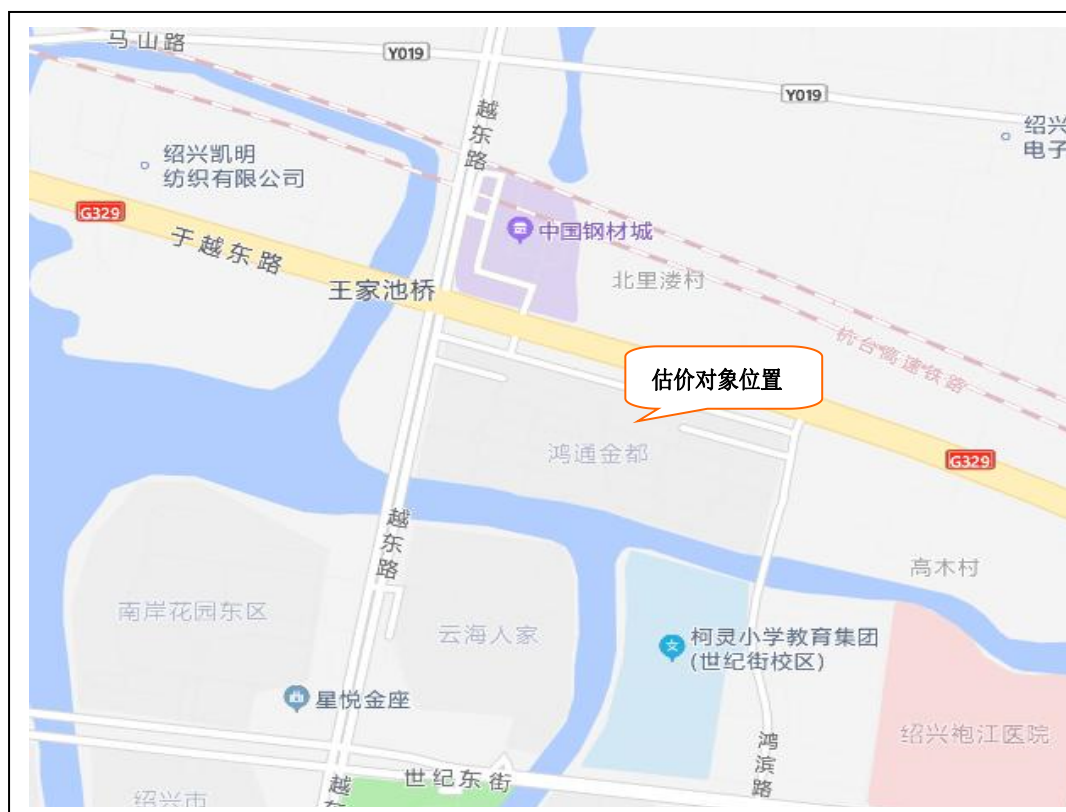 马山路
Y019
Y019
越东路
绍兴
电子
绍兴凯明
纺织有限公司
G329
于越东路
中国钢材城
北里溇村
王家池桥
杭台高速铁路
估价对象位置
鸿通金都
G329
越东路
高木村
南岸花园东区
云海人家
文
柯灵小学教育集团
(世纪街校区)
星悦金座
绍兴袍江医院
鸿滨路
世纪东街
越
绍兴市